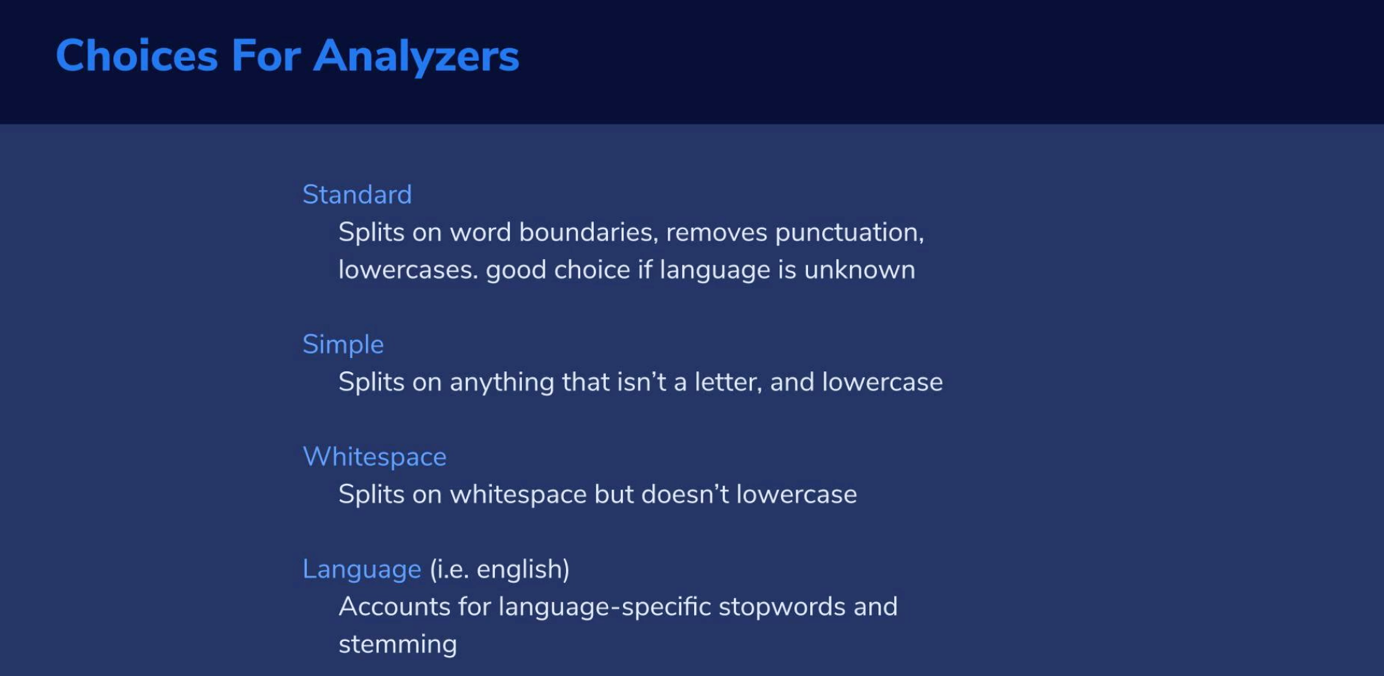 Choices For Analyzers
Standard
Splits on word boundaries, removes punctuation,
lowercases. good choice if language is unknown
Simple
Splits on anything that isn’t a letter, and lowercase
Whitespace
Splits on whitespace but doesn’t lowercase
Language (i.e. english)
Accounts for language-specific stopwords and
stemming